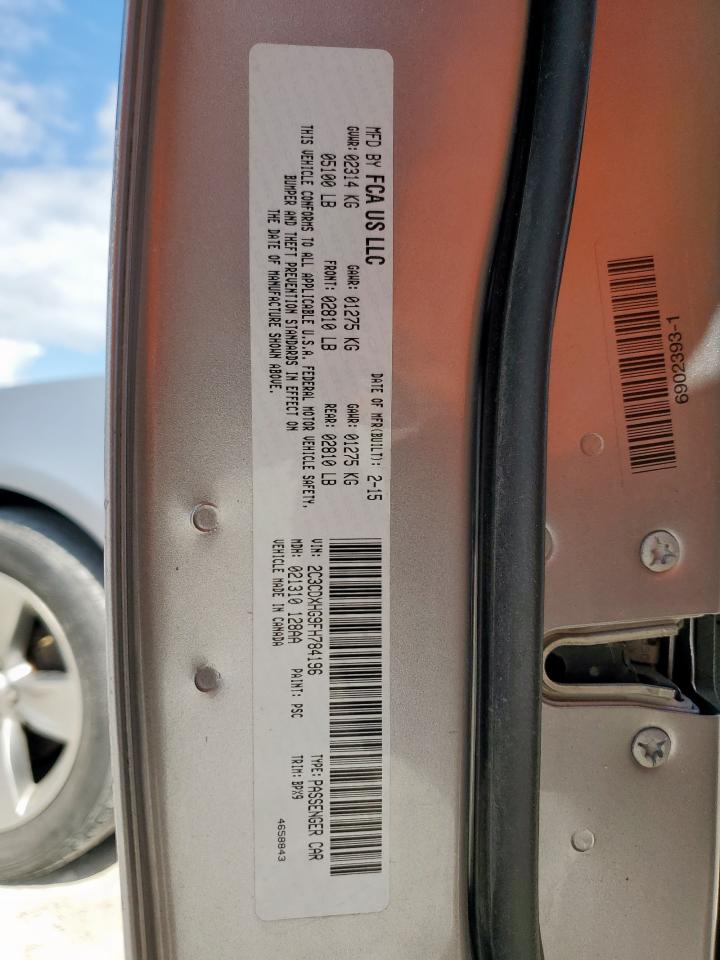 MFD BY FCA US LLC
DATE OF MFR(BUILT): 2-15
GVWR: 02314 KG
GAWR: 01275 KG
GAWR: 01275 KG
05100 LB
FRONT: 02810 LB
REAR: 02810 LB
THIS VEHICLE CONFORMS TO ALL APPLICABLE U.S.A. FEDERAL MOTOR VEHICLE SAFETY,
BUMPER AND THEFT PREVENTION STANDARDS IN EFFECT ON
THE DATE OF MANUFACTURE SHOWN ABOVE.
VIN: 2C3CDXHG9FH784196
TYPE: PASSENGER CAR
MDH: 021310 128AA
PAINT: PSC
TRIM: BPX9
VEHICLE MADE IN CANADA
4658843
69023393-1